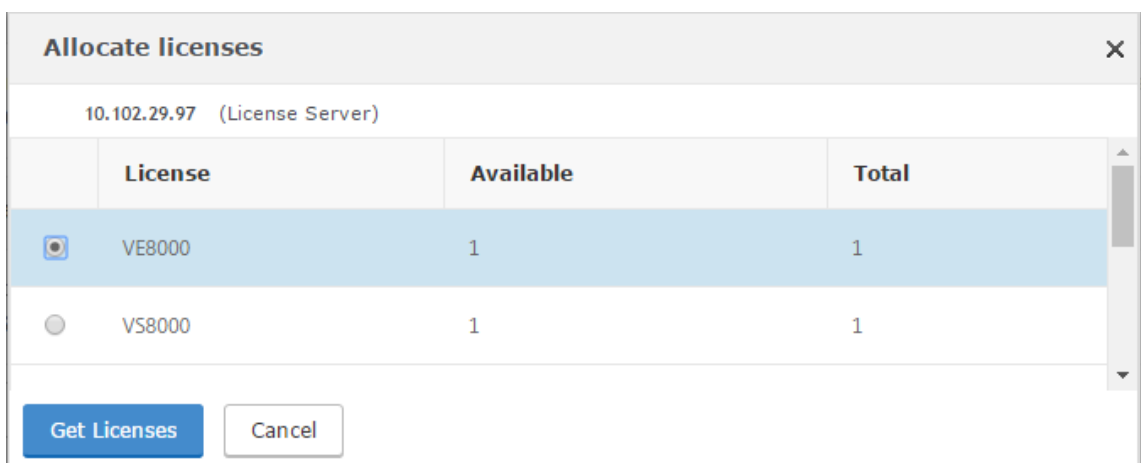 Allocate licenses ×
10.102.29.97 (License Server)
License Available Total
VE8000 1 1
VS8000 1 1
Get Licenses Cancel